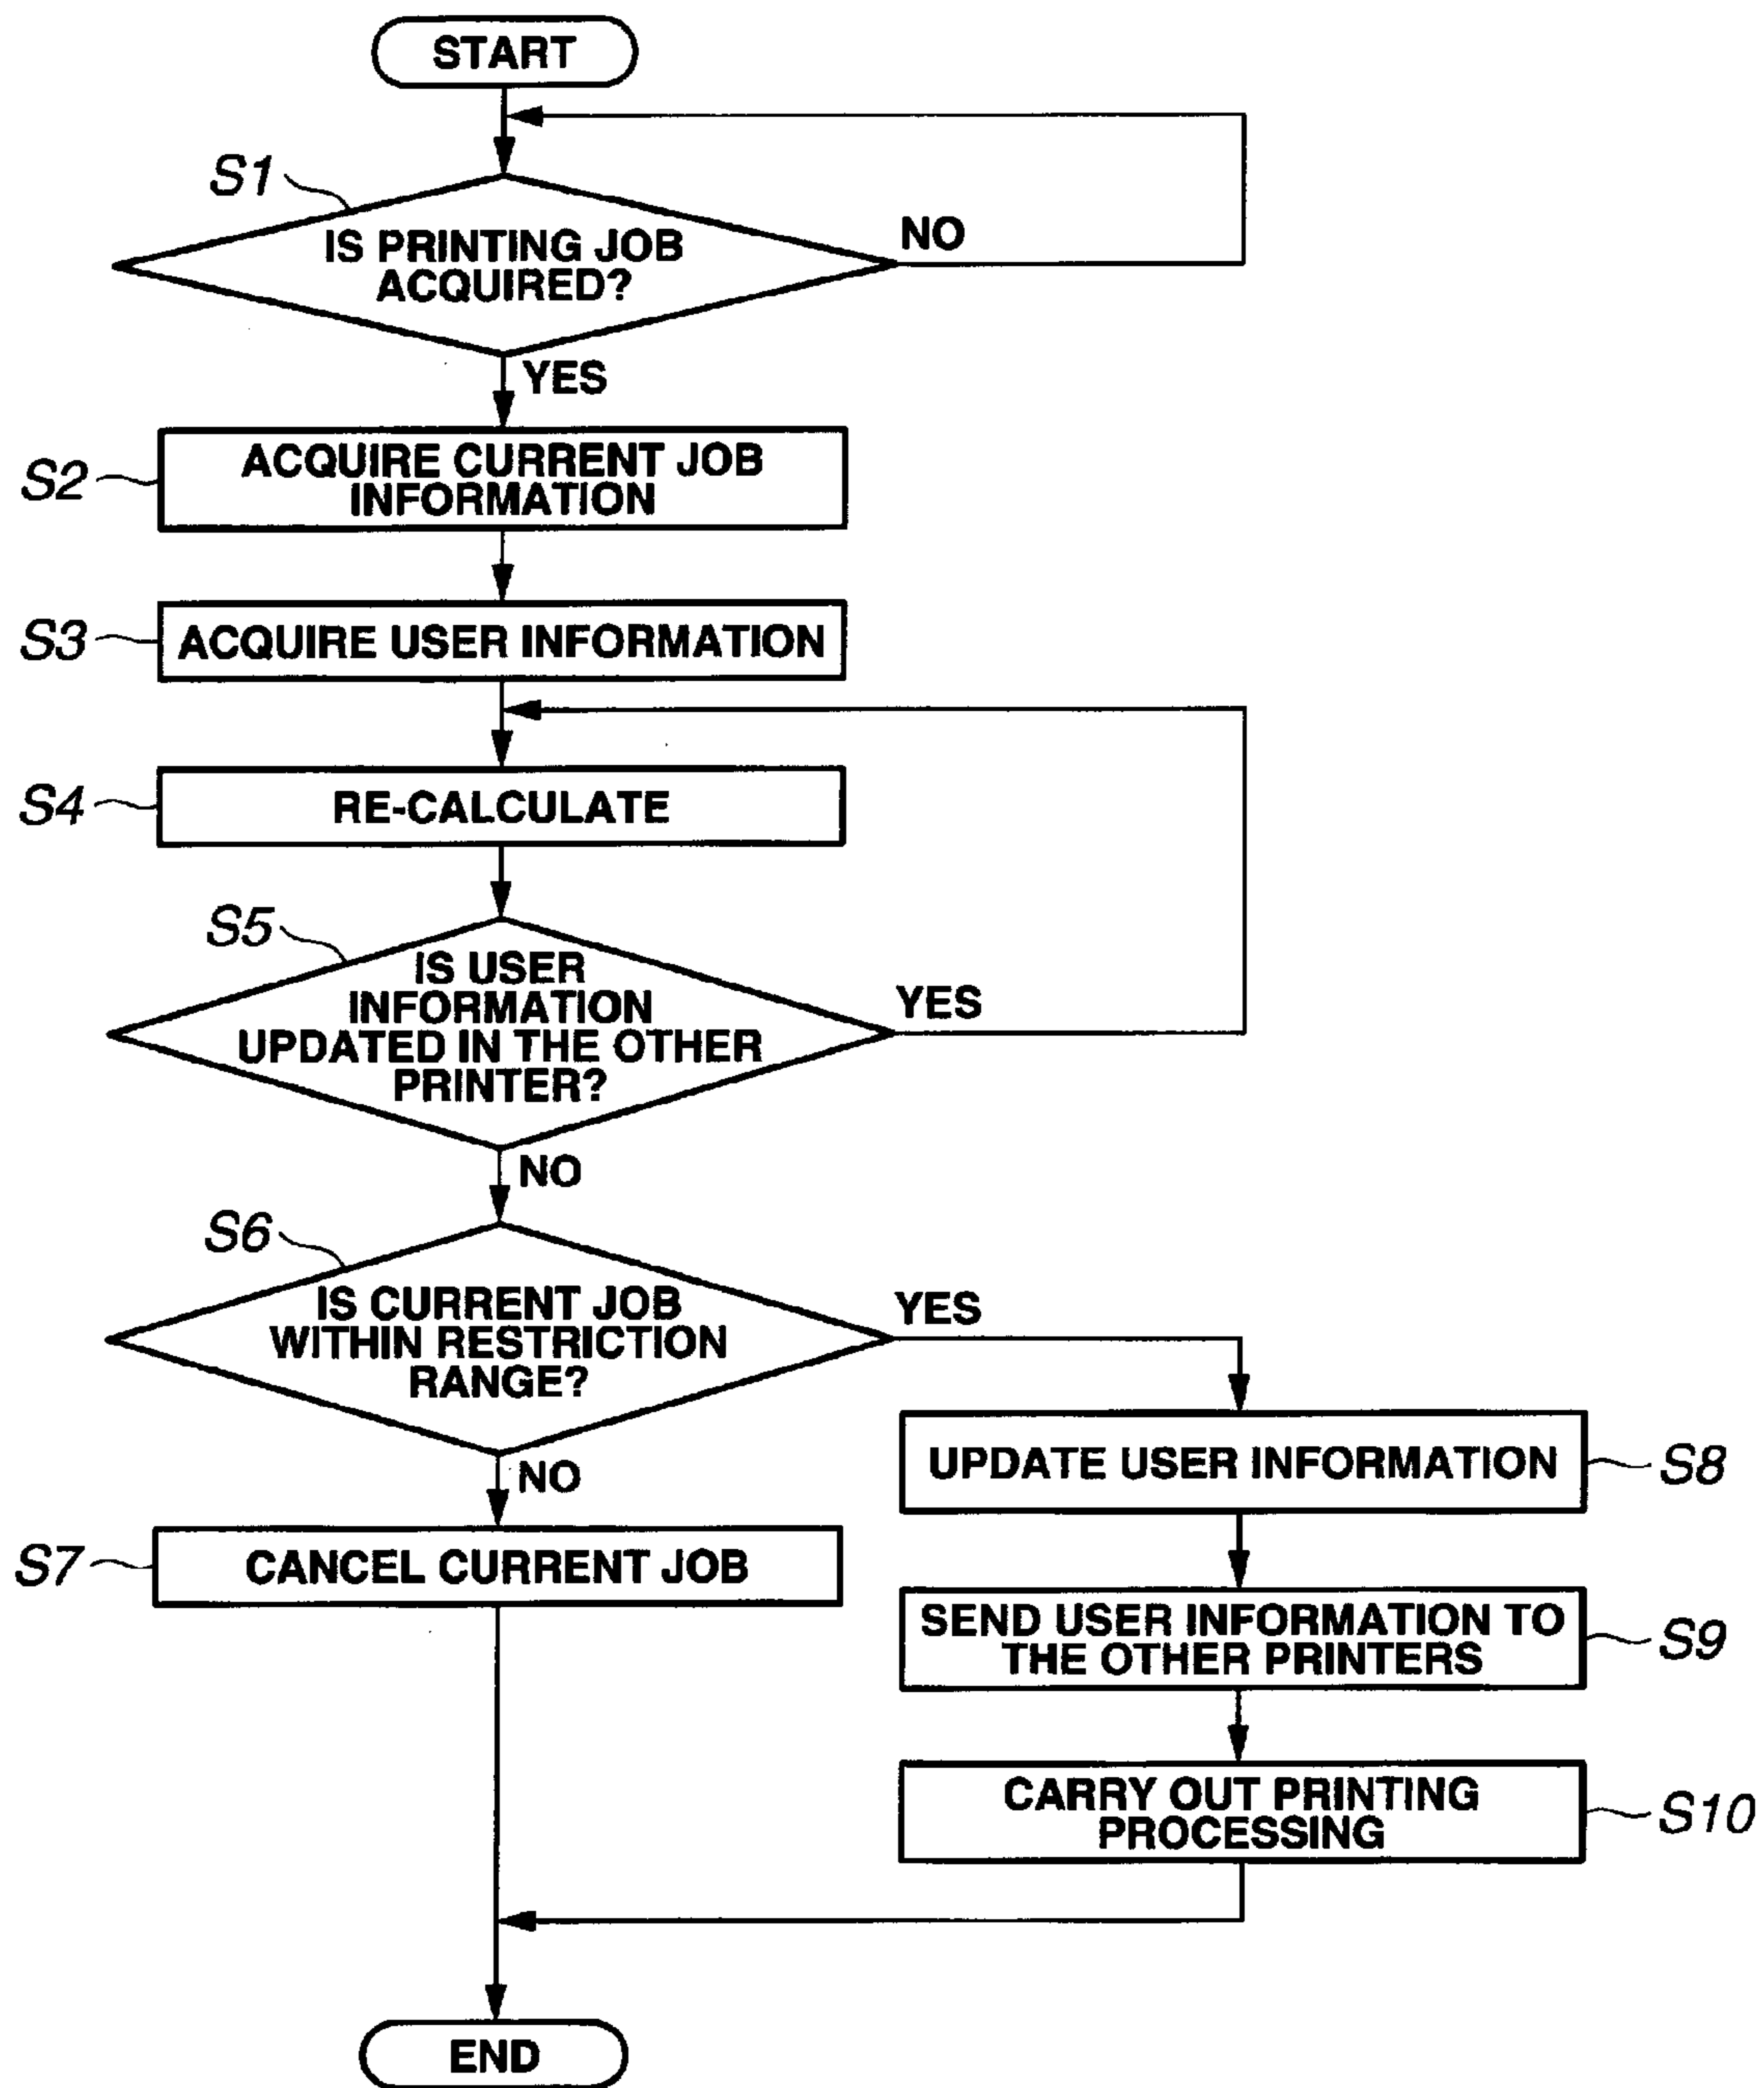 START
S1
IS PRINTING JOB
ACQUIRED?
NO
YES
S2
ACQUIRE CURRENT JOB
INFORMATION
S3
ACQUIRE USER INFORMATION
S4
RE-CALCULATE
S5
IS USER
INFORMATION
UPDATED IN THE OTHER
PRINTER?
YES
NO
S6
IS CURRENT JOB
WITHIN RESTRICTION
RANGE?
YES
NO
S7
CANCEL CURRENT JOB
UPDATE USER INFORMATION
S8
SEND USER INFORMATION TO
THE OTHER PRINTERS
S9
CARRY OUT PRINTING
PROCESSING
S10
END